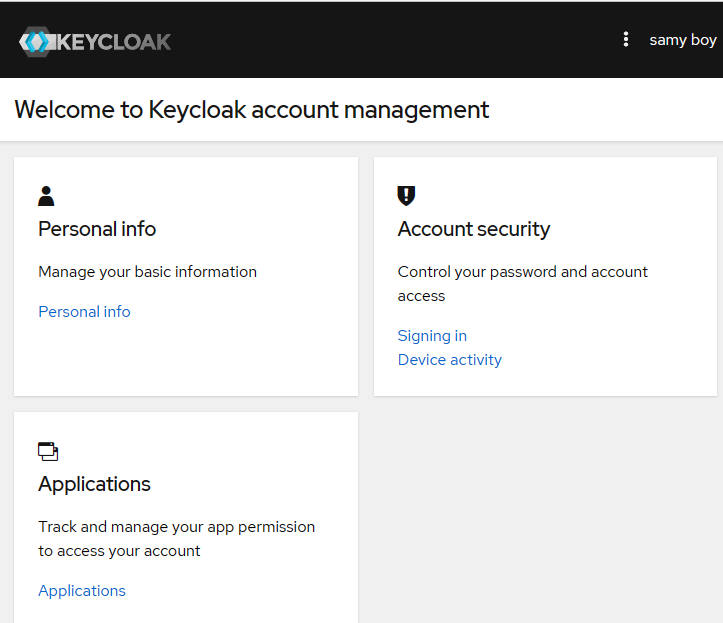 KEYCLOAK
samy boy
Welcome to Keycloak account management
Personal info
Manage your basic information
Personal info
Account security
Control your password and account
access
Signing in
Device activity
Applications
Track and manage your app permission
to access your account
Applications